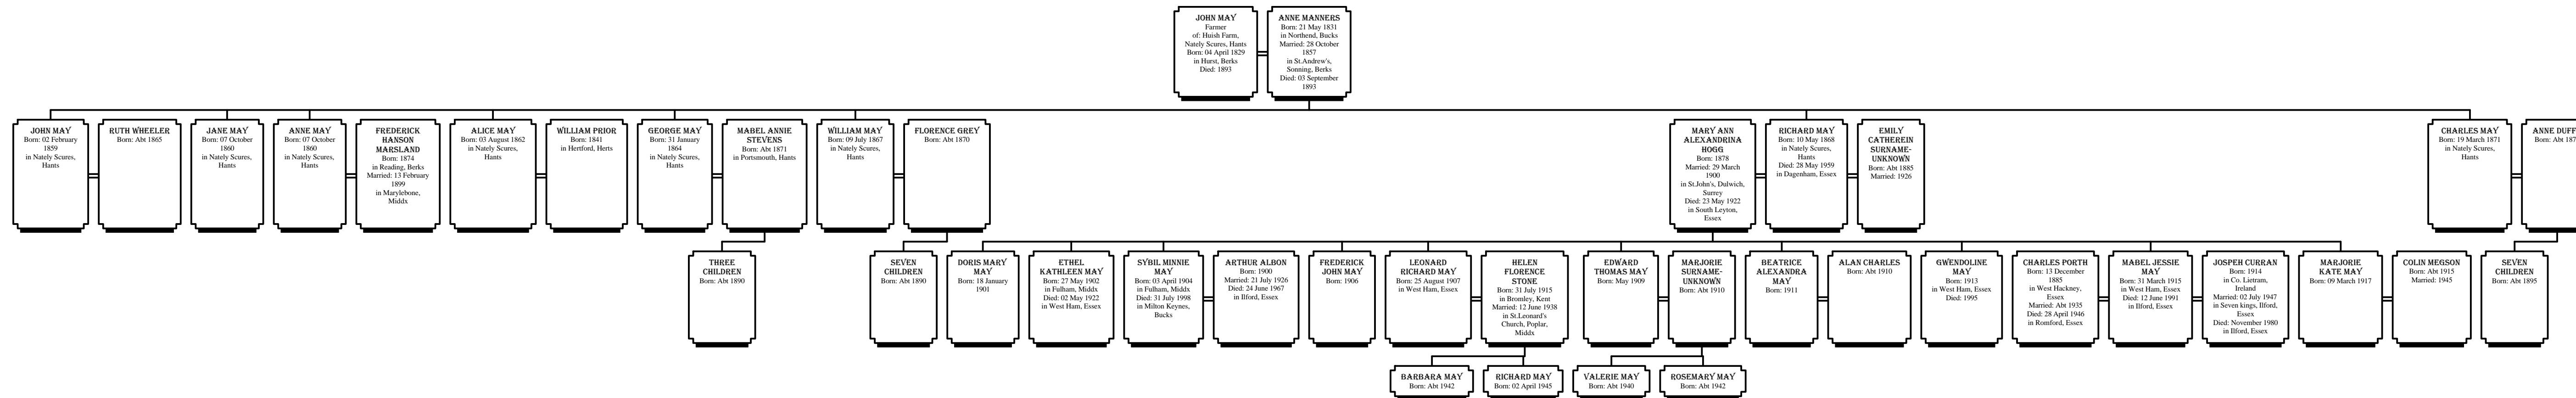 JOHN MAY
Farmer
of: Huish Farm,
Nately Scures, Hants
Born: 04 April 1829
in Hurst, Berks
Died: 1893
ANNE MANNERS
Born: 21 May 1831
in Northend, Bucks
Married: 28 October
1857
in St.Andrew's,
Sonning, Berks
Died: 03 September
1893
JOHN MAY
Born: 02 February
1859
in Nately Scures,
Hants
RUTH WHEELER
Born: Abt 1865
JANE MAY
Born: 07 October
1860
in Nately Scures,
Hants
ANNE MAY
Born: 07 October
1860
in Nately Scures,
Hants
FREDERICK
HANSON
MARSLAND
Born: 1874
in Reading, Berks
Married: 13 February
1899
in Marylebone,
Middx
ALICE MAY
Born: 03 August 1862
in Nately Scures,
Hants
WILLIAM PRIOR
Born: 1841
in Hertford, Herts
GEORGE MAY
Born: 31 January
1864
in Nately Scures,
Hants
MABEL ANNIE
STEVENS
Born: Abt 1871
in Portsmouth, Hants
WILLIAM MAY
Born: 09 July 1867
in Nately Scures,
Hants
FLORENCE GREY
Born: Abt 1870
MARY ANN
ALEXANDRINA
HOGG
Born: 1878
Married: 29 March
1900
in St.John's, Dulwich,
Surrey
Died: 23 May 1922
in South Leyton,
Essex
RICHARD MAY
Born: 10 May 1868
in Nately Scures,
Hants
Died: 28 May 1959
in Dagenham, Essex
EMILY
CATHERIN
SURNAME-
UNKNOWN
Born: Abt 1885
Married: 1926
CHARLES MAY
Born: 19 March 1871
in Nately Scures,
Hants
ANNE DUFF
Born: Abt 187
THREE
CHILDREN
Born: Abt 1890
SEVEN
CHILDREN
Born: Abt 1890
DORIS MARY
MAY
Born: 18 January
1901
ETHEL
KATHLEEN MAY
Born: 27 May 1902
in Fulham, Middx
Died: 02 May 1922
in West Ham, Essex
SYBIL MINNIE
MAY
Born: 03 April 1904
in Fulham, Middx
Died: 31 July 1998
in Milton Keynes,
Bucks
ARTHUR ALBON
Born: 1900
Married: 21 July 1926
Died: 24 June 1967
in Ilford, Essex
FREDERICK
JOHN MAY
Born: 1906
LEONARD
RICHARD MAY
Born: 25 August 1907
in West Ham, Essex
HELEN
FLORENCE
STONE
Born: 31 July 1915
in Bromley, Kent
Married: 12 June 1938
in St.Leonard's
Church, Poplar,
Middx
EDWARD
THOMAS MAY
Born: May 1909
MARJORIE
SURNAME-
UNKNOWN
Born: Abt 1910
BEATRICE
ALEXANDRA
MAY
Born: 1911
ALAN CHARLES
Born: Abt 1910
GWENDOLINE
MAY
Born: 1913
in West Ham, Essex
Died: 1995
CHARLES PORTH
Born: 13 December
1885
in West Hackney,
Essex
Married: Abt 1935
Died: 28 April 1946
in Romford, Essex
MABEL JESSIE
MAY
Born: 31 March 1915
in West Ham, Essex
Died: 12 June 1991
in Ilford, Essex
JOSPEH CURRAN
Born: 1914
in Co. Lietram,
Ireland
Married: 02 July 1947
in Seven kings, Ilford,
Essex
Died: November 1980
in Ilford, Essex
MARJORIE
KATE MAY
Born: 09 March 1917
COLIN MEGSON
Born: Abt 1915
Married: 1945
SEVEN
CHILDREN
Born: Abt 1895
BARBARA MAY
Born: Abt 1942
RICHARD MAY
Born: 02 April 1945
VALERIE MAY
Born: Abt 1940
ROSEMARY MAY
Born: Abt 1942